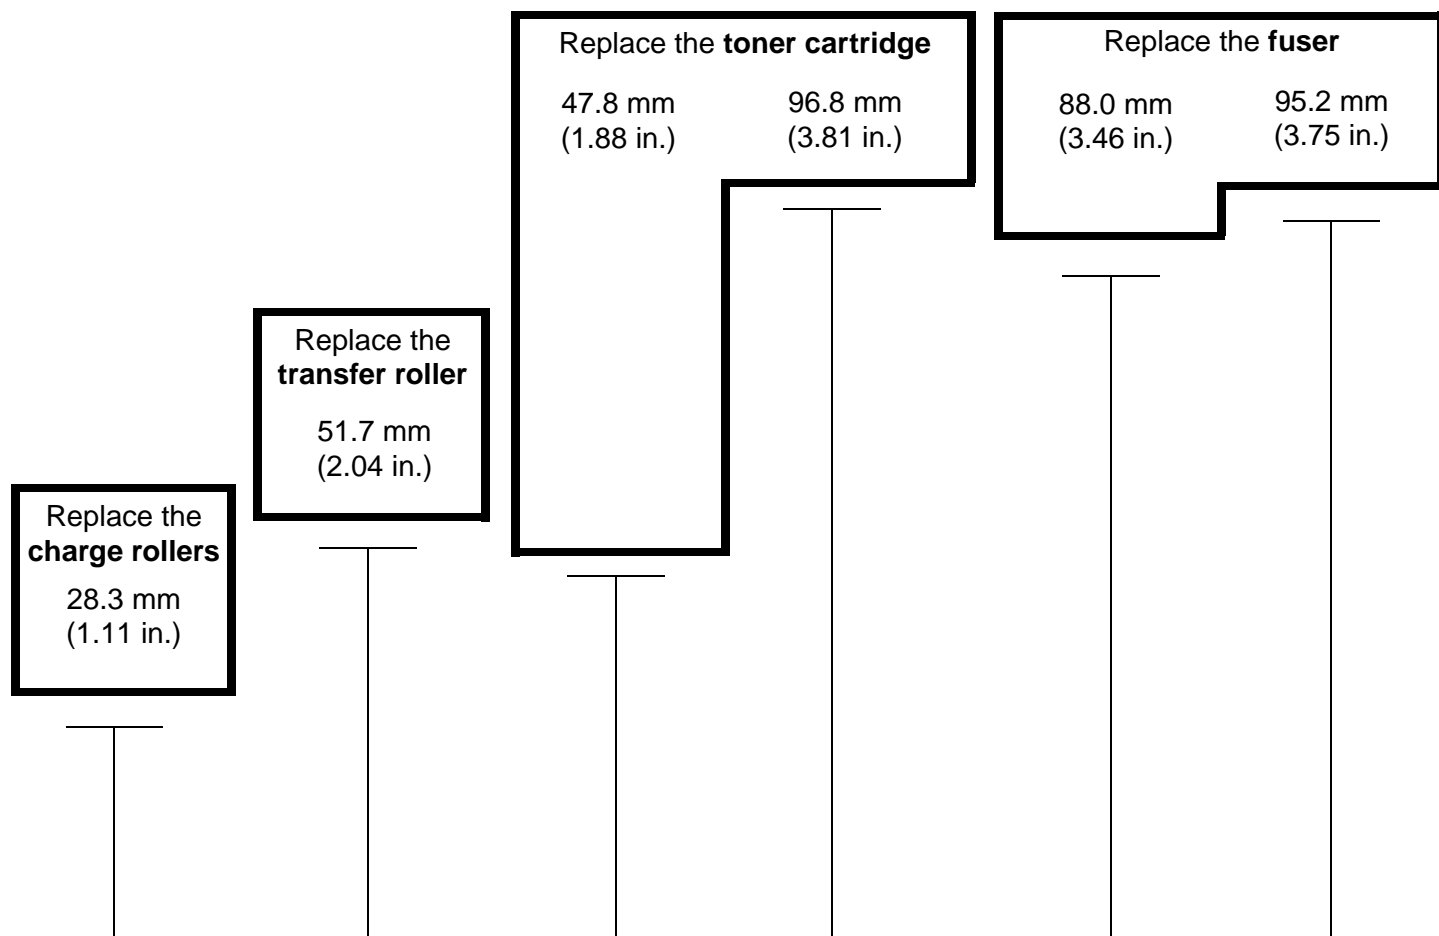 Replace the
charge rollers
28.3 mm
(1.11 in.)
Replace the
transfer roller
51.7 mm
(2.04 in.)
Replace the toner cartridge
47.8 mm
(1.88 in.)
96.8 mm
(3.81 in.)
Replace the fuser
88.0 mm
(3.46 in.)
95.2 mm
(3.75 in.)